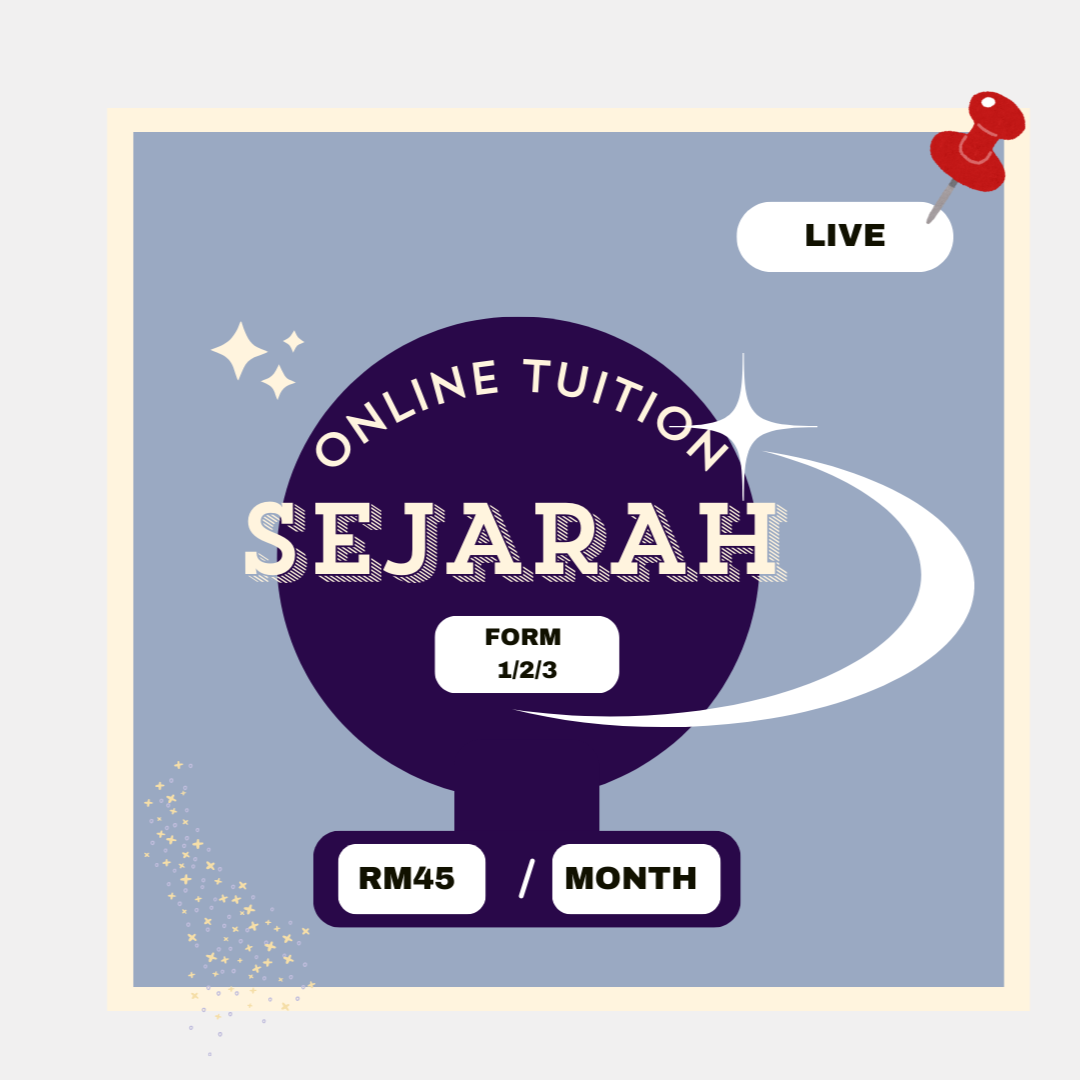 LIVE
ONLINE TUITION
SEJARAH
FORM
1/2/3
RM45 / MONTH